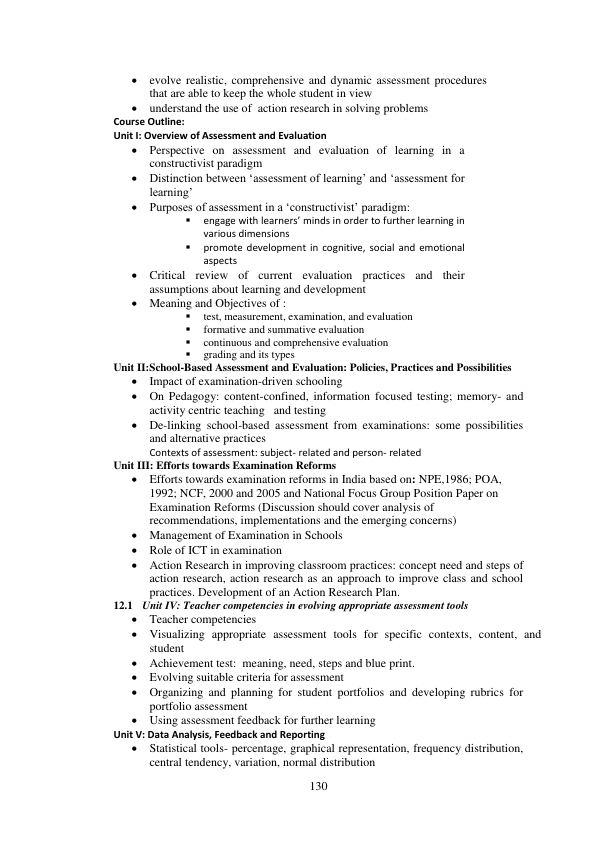 • evolve realistic, comprehensive and dynamic assessment procedures
that are able to keep the whole student in view
• understand the use of action research in solving problems
Course Outline:
Unit I: Overview of Assessment and Evaluation
• Perspective on assessment and evaluation of learning in a
constructivist paradigm
• Distinction between ‘assessment of learning’ and ‘assessment for
learning’
• Purposes of assessment in a ‘constructivist’ paradigm:
▪ engage with learners’ minds in order to further learning in
various dimensions
▪ promote development in cognitive, social and emotional
aspects
• Critical review of current evaluation practices and their
assumptions about learning and development
• Meaning and Objectives of :
▪ test, measurement, examination, and evaluation
▪ formative and summative evaluation
▪ continuous and comprehensive evaluation
▪ grading and its types
Unit II:School-Based Assessment and Evaluation: Policies, Practices and Possibilities
• Impact of examination-driven schooling
• On Pedagogy: content-confined, information focused testing; memory- and
activity centric teaching and testing
• De-linking school-based assessment from examinations: some possibilities
and alternative practices
Contexts of assessment: subject- related and person- related
Unit III: Efforts towards Examination Reforms
• Efforts towards examination reforms in India based on: NPE,1986; POA,
1992; NCF, 2000 and 2005 and National Focus Group Position Paper on
Examination Reforms (Discussion should cover analysis of
recommendations, implementations and the emerging concerns)
• Management of Examination in Schools
• Role of ICT in examination
• Action Research in improving classroom practices: concept need and steps of
action research, action research as an approach to improve class and school
practices. Development of an Action Research Plan.
12.1 Unit IV: Teacher competencies in evolving appropriate assessment tools
• Teacher competencies
• Visualizing appropriate assessment tools for specific contexts, content, and
student
• Achievement test: meaning, need, steps and blue print.
• Evolving suitable criteria for assessment
• Organizing and planning for student portfolios and developing rubrics for
portfolio assessment
• Using assessment feedback for further learning
Unit V: Data Analysis, Feedback and Reporting
• Statistical tools- percentage, graphical representation, frequency distribution,
central tendency, variation, normal distribution
130